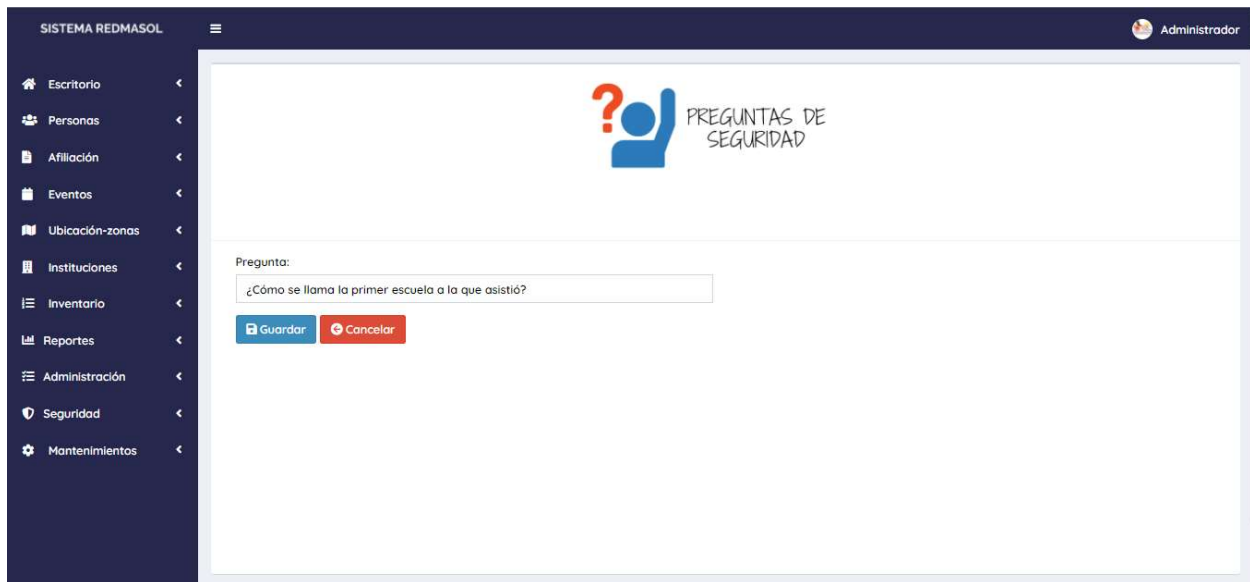 SISTEMA REDMASOL
Administrador
Escritorio
Personas
Afiliación
Eventos
Ubicación-zonas
Instituciones
Inventario
Reportes
Administración
Seguridad
Mantenimientos
PREGUNTAS DE
SEGURIDAD
Pregunta:
¿Cómo se llama la primer escuela a la que asistió?
Guardar Cancelar